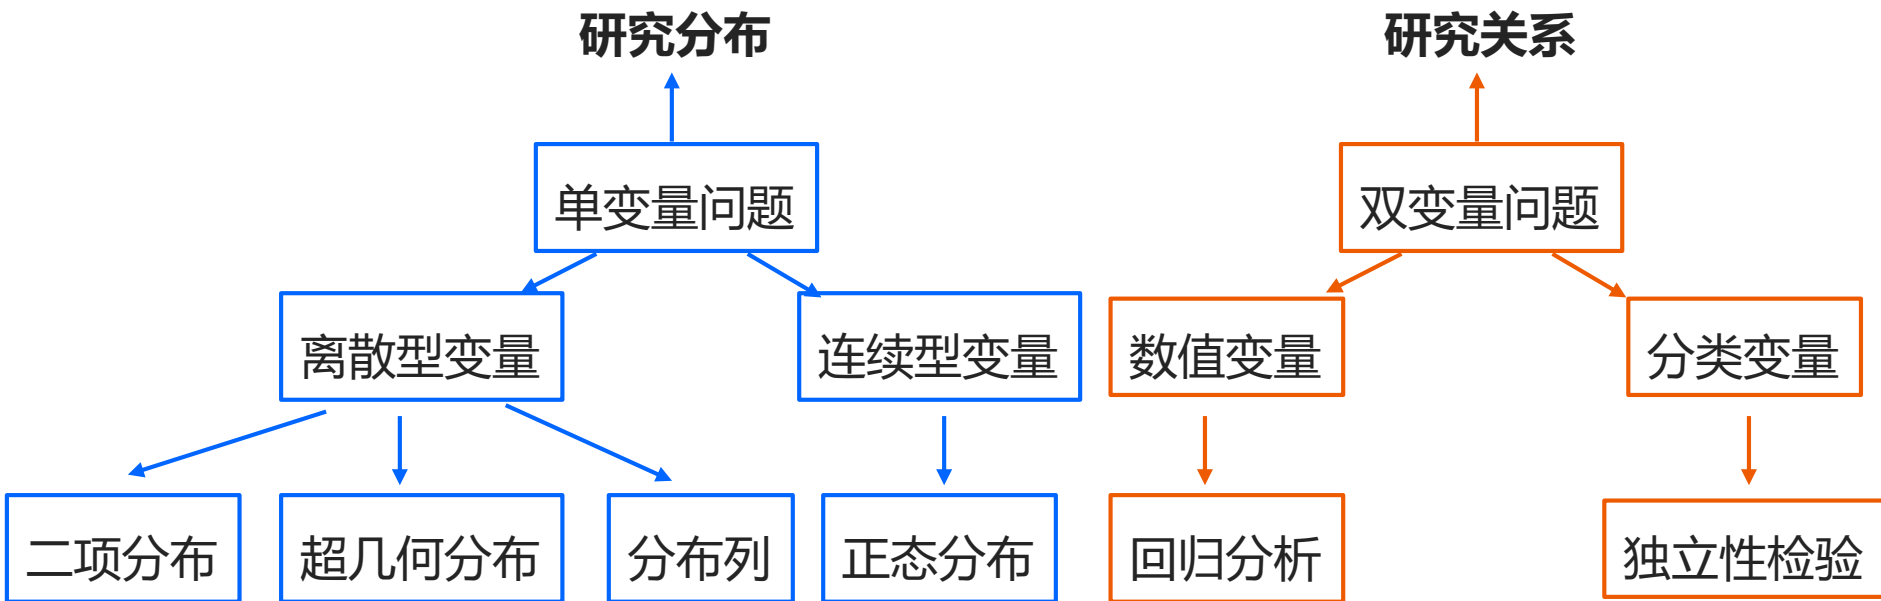 研究分布
研究关系
单变量问题
双变量问题
离散型变量
连续型变量
数值变量
分类变量
二项分布
超几何分布
分布列
正态分布
回归分析
独立性检验